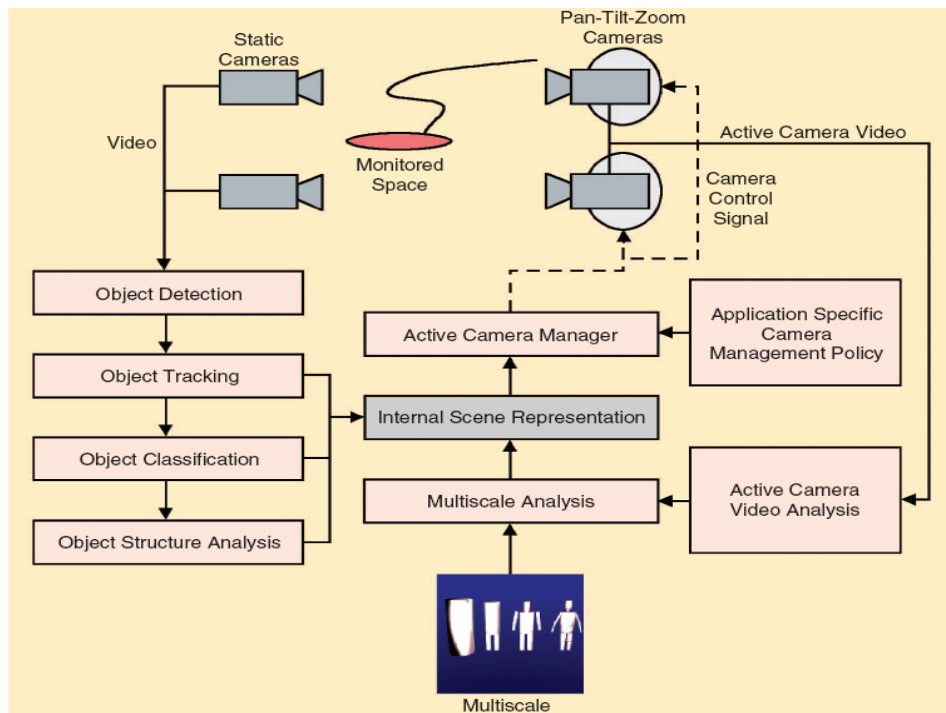 Static
Cameras
Pan-Tilt-Zoom
Cameras
Video
Monitored
Space
Active Camera Video
Camera
Control
Signal
Object Detection
Active Camera Manager
Application Specific
Camera
Management Policy
Object Tracking
Internal Scene Representation
Object Classification
Multiscale Analysis
Active Camera
Video Analysis
Object Structure Analysis
Multiscale